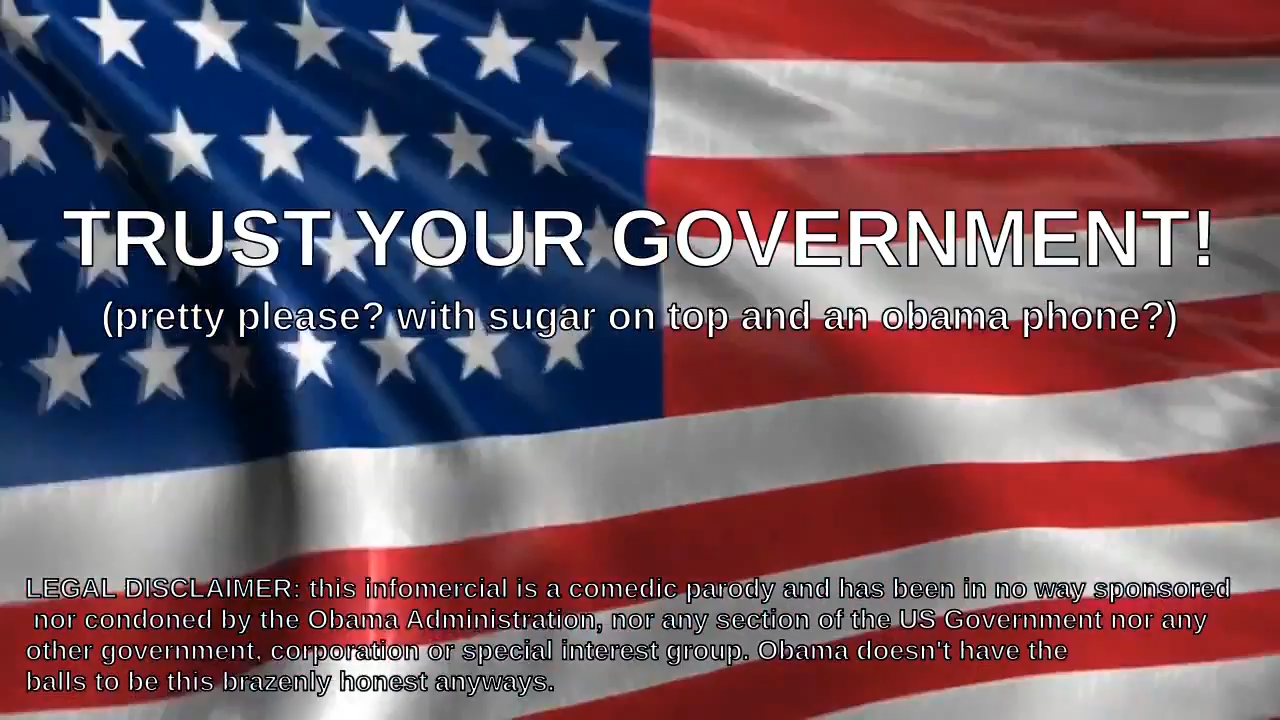 TRUST YOUR GOVERNMENT!
(pretty please? with sugar on top and an obama phone?)
LEGAL DISCLAIMER: this infomercial is a comedic parody and has been in no way sponsored
nor condoned by the Obama Administration, nor any section of the US Government nor any
other government, corporation or special interest group. Obama doesn't have the
balls to be this brazenly honest anyways.